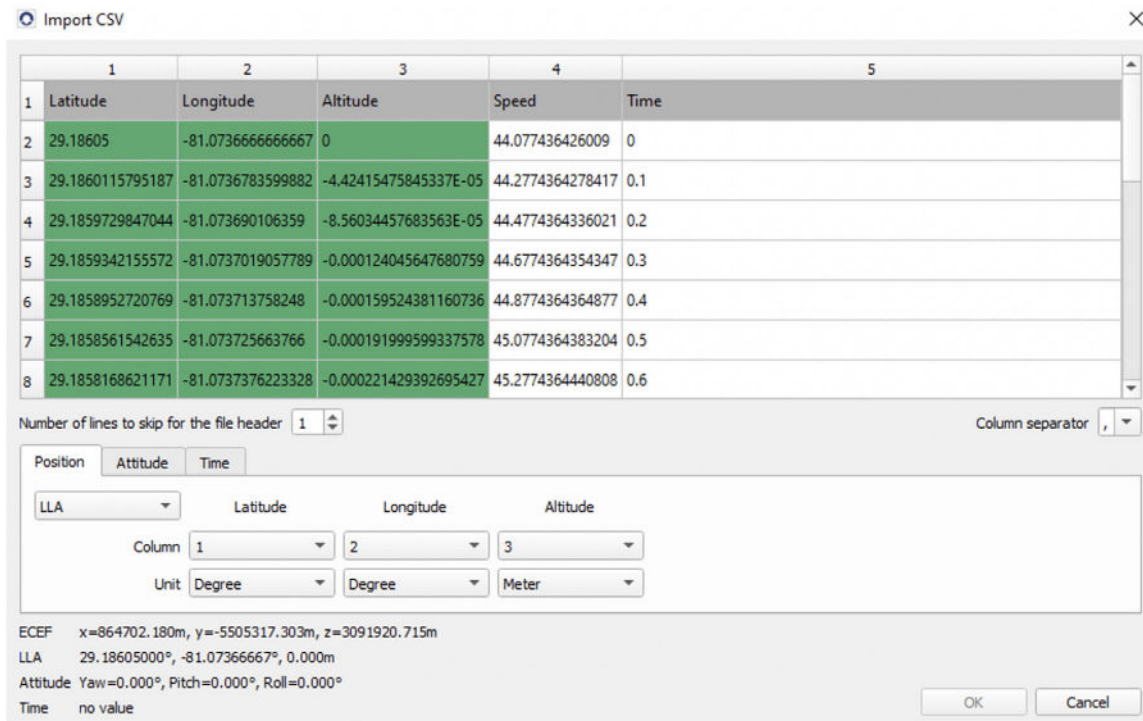 Import CSV
1 2 3 4 5
1 Latitude Longitude Altitude Speed Time
2 29.18605 -81.0736666666667 0 44.077436426009 0
3 29.1860115795187 -81.0736783599882 -4.42415475845337E-05 44.2774364278417 0.1
4 29.1859729847044 -81.073690106359 -8.56034457683563E-05 44.4774364336021 0.2
5 29.1859342155572 -81.0737019057789 -0.000124045647680759 44.6774364354347 0.3
6 29.1858952720769 -81.073713758248 -0.000159524381160736 44.8774364364877 0.4
7 29.1858561542635 -81.073725663766 -0.000191999599337578 45.0774364383204 0.5
8 29.1858168621171 -81.0737376223328 -0.000221429392695427 45.2774364440808 0.6
Number of lines to skip for the file header 1 Column separator ,
Position Attitude Time
LLA Latitude Longitude Altitude
Column 1 2 3
Unit Degree Degree Meter
ECEF x=864702.180m, y=-5505317.303m, z=3091920.715m
LLA 29.18605000°, -81.07366667°, 0.000m
Attitude Yaw=0.000°, Pitch=0.000°, Roll=0.000°
Time no value
OK Cancel